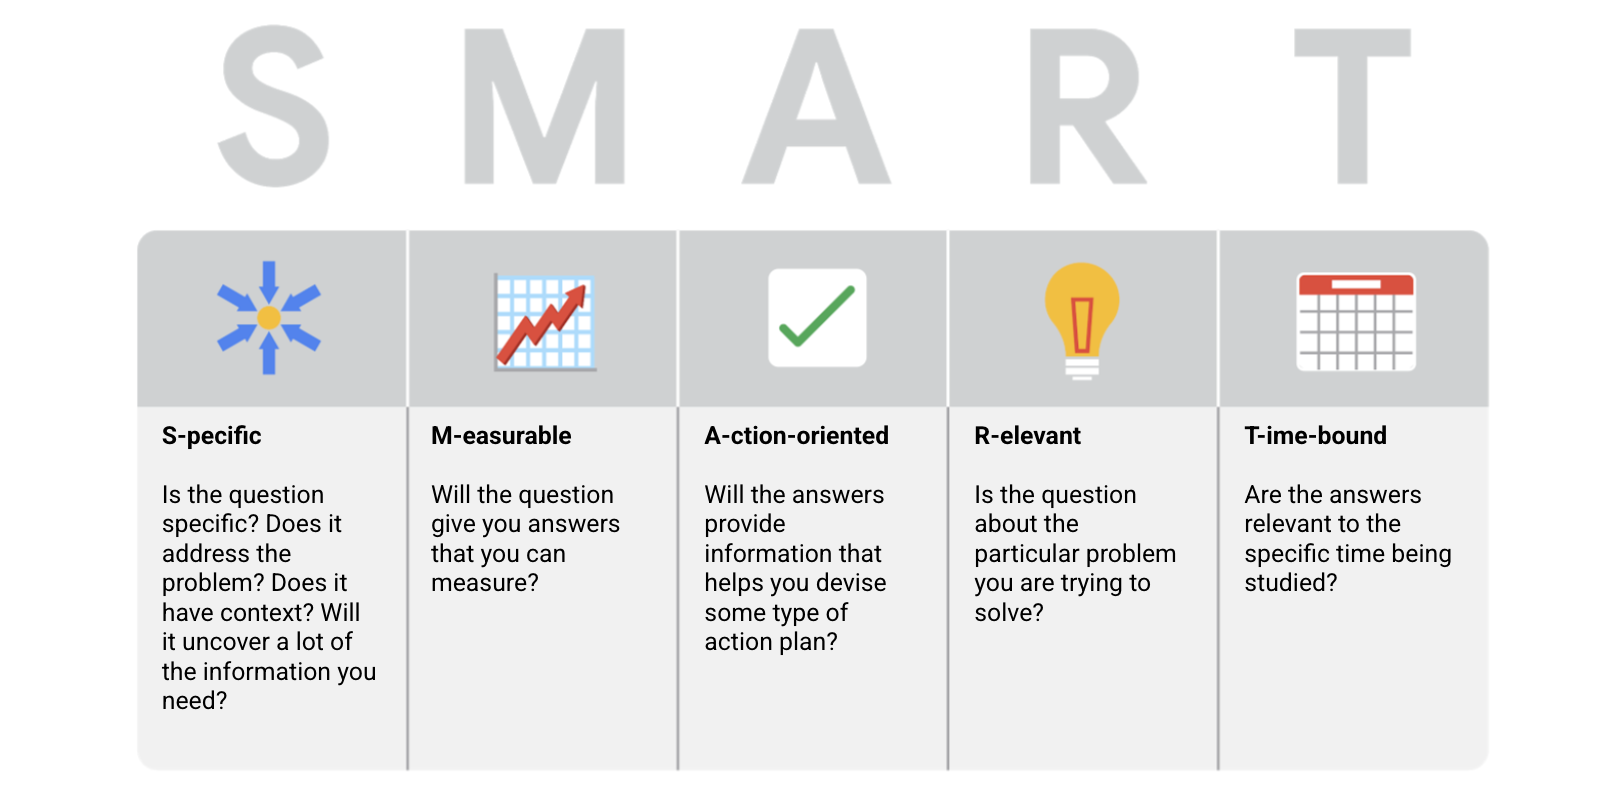 S M A R T
S-pecific
Is the question
specific? Does it
address the
problem? Does it
have context? Will
it uncover a lot of
the information you
need?
M-easurable
Will the question
give you answers
that you can
measure?
A-ction-oriented
Will the answers
provide
information that
helps you devise
some type of
action plan?
R-elevant
Is the question
about the
particular problem
you are trying to
solve?
T-ime-bound
Are the answers
relevant to the
specific time being
studied?